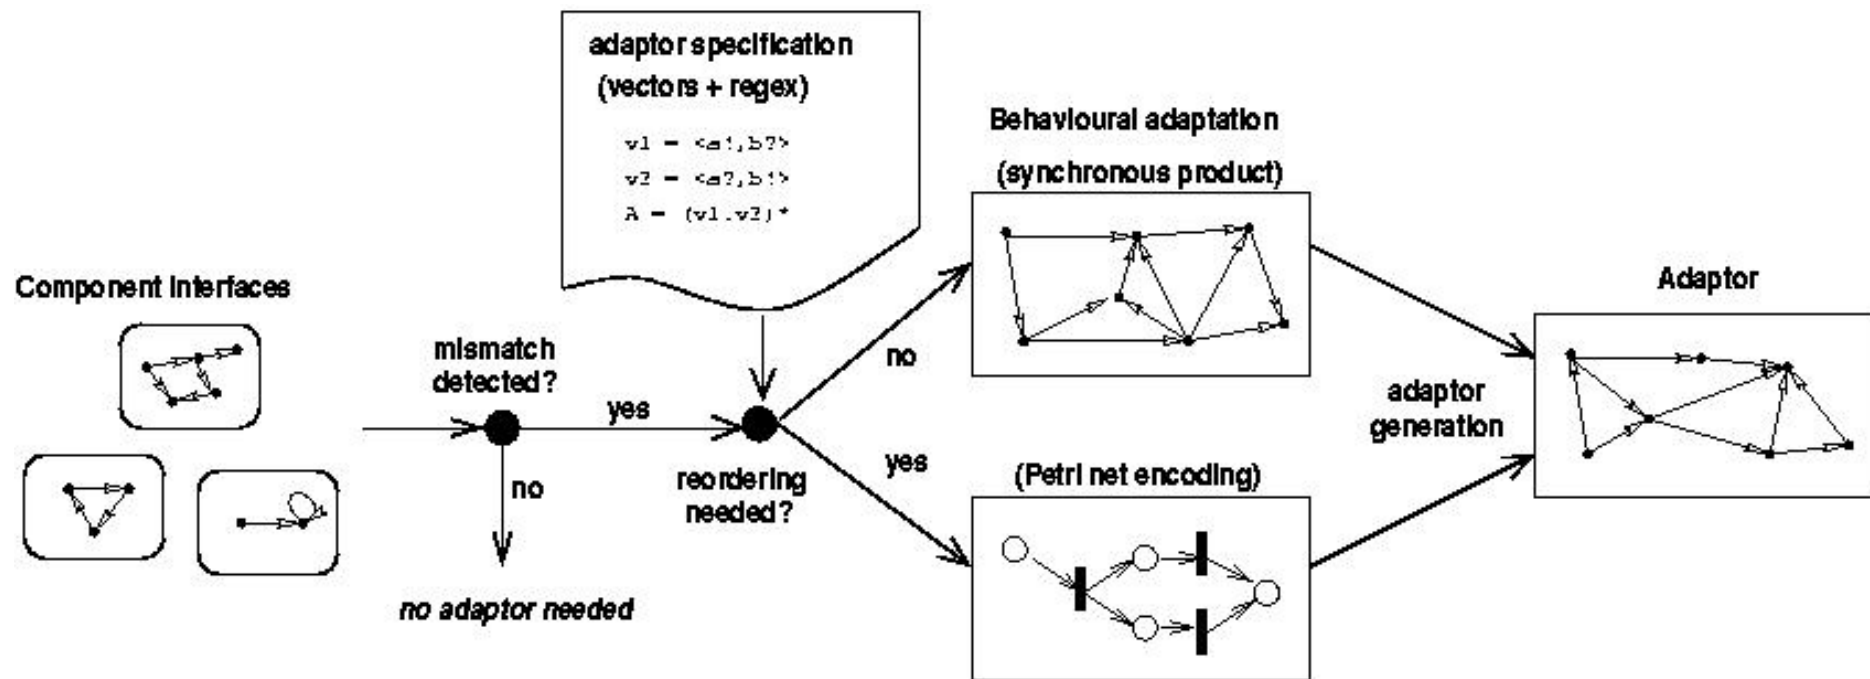 adaptor specification
(vectors + regex)
v1 = <a!,b?>
v2 = <a?,b!>
A = (v1.v2)*
Component Interfaces
mismatch
detected?
yes
no
no adaptor needed
reordering
needed?
no
yes
Behavioural adaptation
(synchronous product)
(Petri net encoding)
adaptor
generation
Adaptor